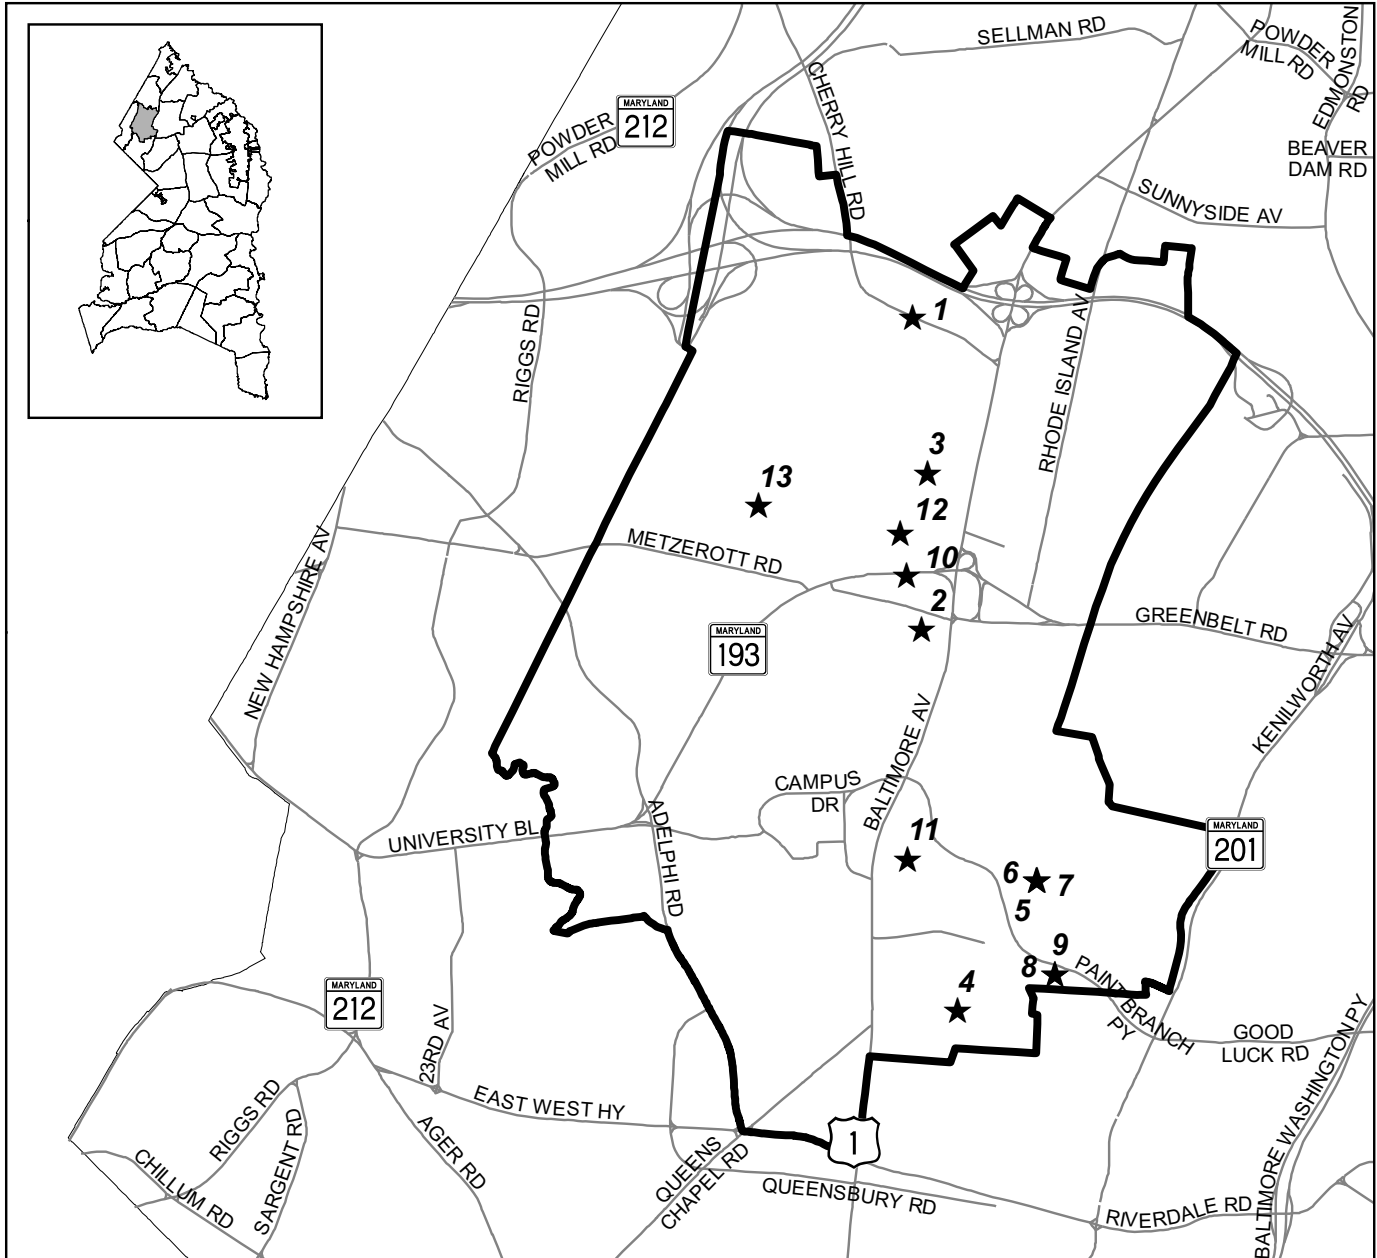 SELLMAN RD
POWDER
MILL RD
EDMONSTON
RD
CHERRY HILL RD
MARYLAND
212
POWDER
MILL RD
BEAVER
DAM RD
SUNNYSIDE AV
1
RIGGS RD
RHODE ISLAND AV
3
13
12
METZEROTT RD
10
2
NEW HAMPSHIRE AV
GREENBELT RD
MARYLAND
193
KENILWORTH AV
BALTIMORE AV
CAMPUS
DR
ADELPHI RD
UNIVERSITY BL
11
MARYLAND
201
6
7
5
9
8
PAINT BRANCH
PY
4
MARYLAND
212
GOOD
LUCK RD
23RD AV
BALTIMORE WASHINGTON PY
EAST WEST HY
RIGGS RD
SARGENT RD
AGER RD
1
CHILLUM RD
QUEENS
CHAPEL RD
QUEENSBURY RD
RIVERDALE RD